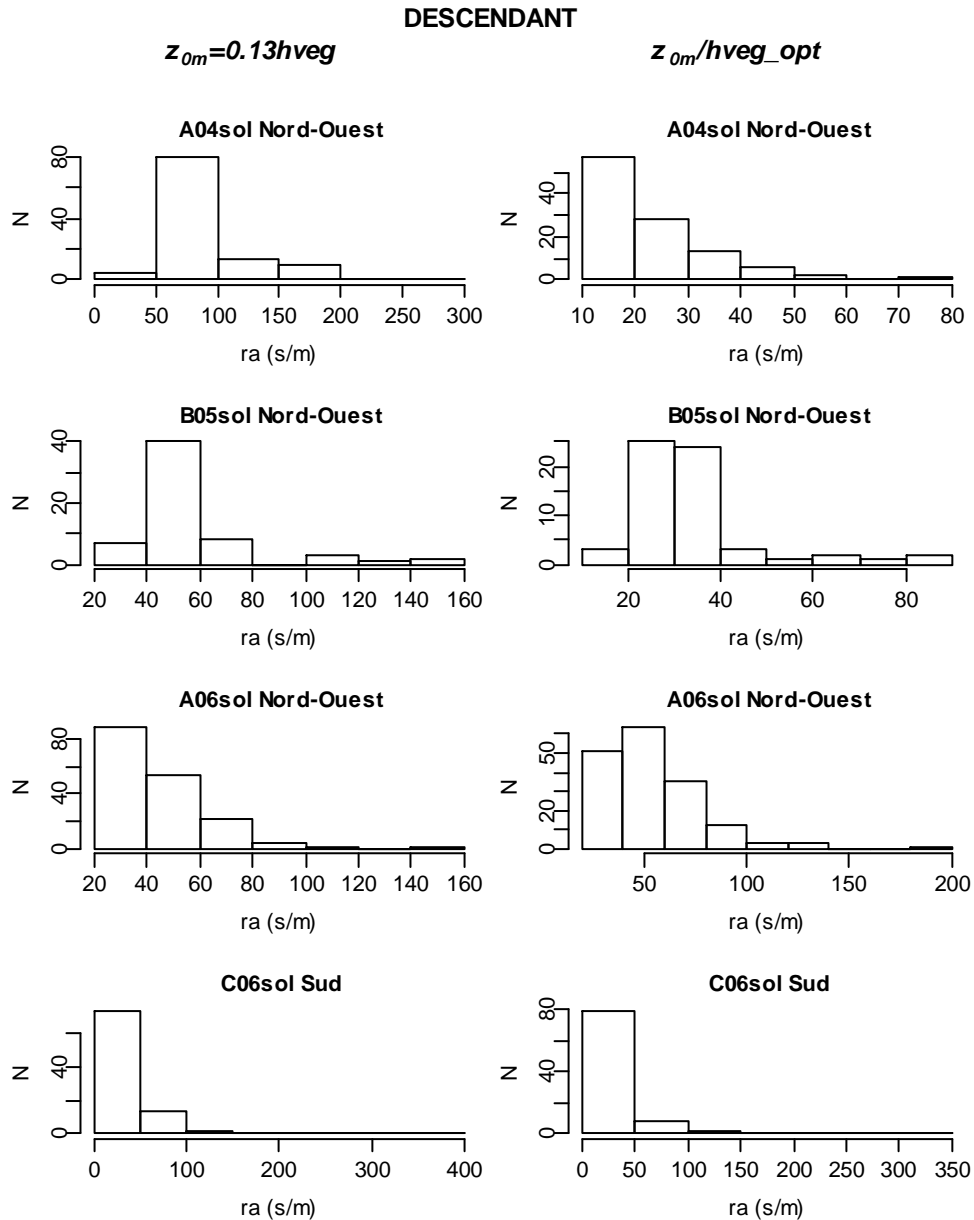 DESCENDANT
z0m=0.13hveg z0m/hveg_opt
A04sol Nord-Ouest A04sol Nord-Ouest
N 0 40 80 N 0 20 40
0 50 100 150 200 250 300 10 20 30 40 50 60 70 80
ra (s/m) ra (s/m)
B05sol Nord-Ouest B05sol Nord-Ouest
N 0 20 40 N 0 10 20
20 40 60 80 100 120 140 160 20 40 60 80
ra (s/m) ra (s/m)
A06sol Nord-Ouest A06sol Nord-Ouest
N 0 40 80 N 0 20 50
20 40 60 80 100 120 140 160 50 100 150 200
ra (s/m) ra (s/m)
C06sol Sud C06sol Sud
N 0 40 N 0 40 80
0 100 200 300 400 0 50 100 150 200 250 300 350
ra (s/m) ra (s/m)